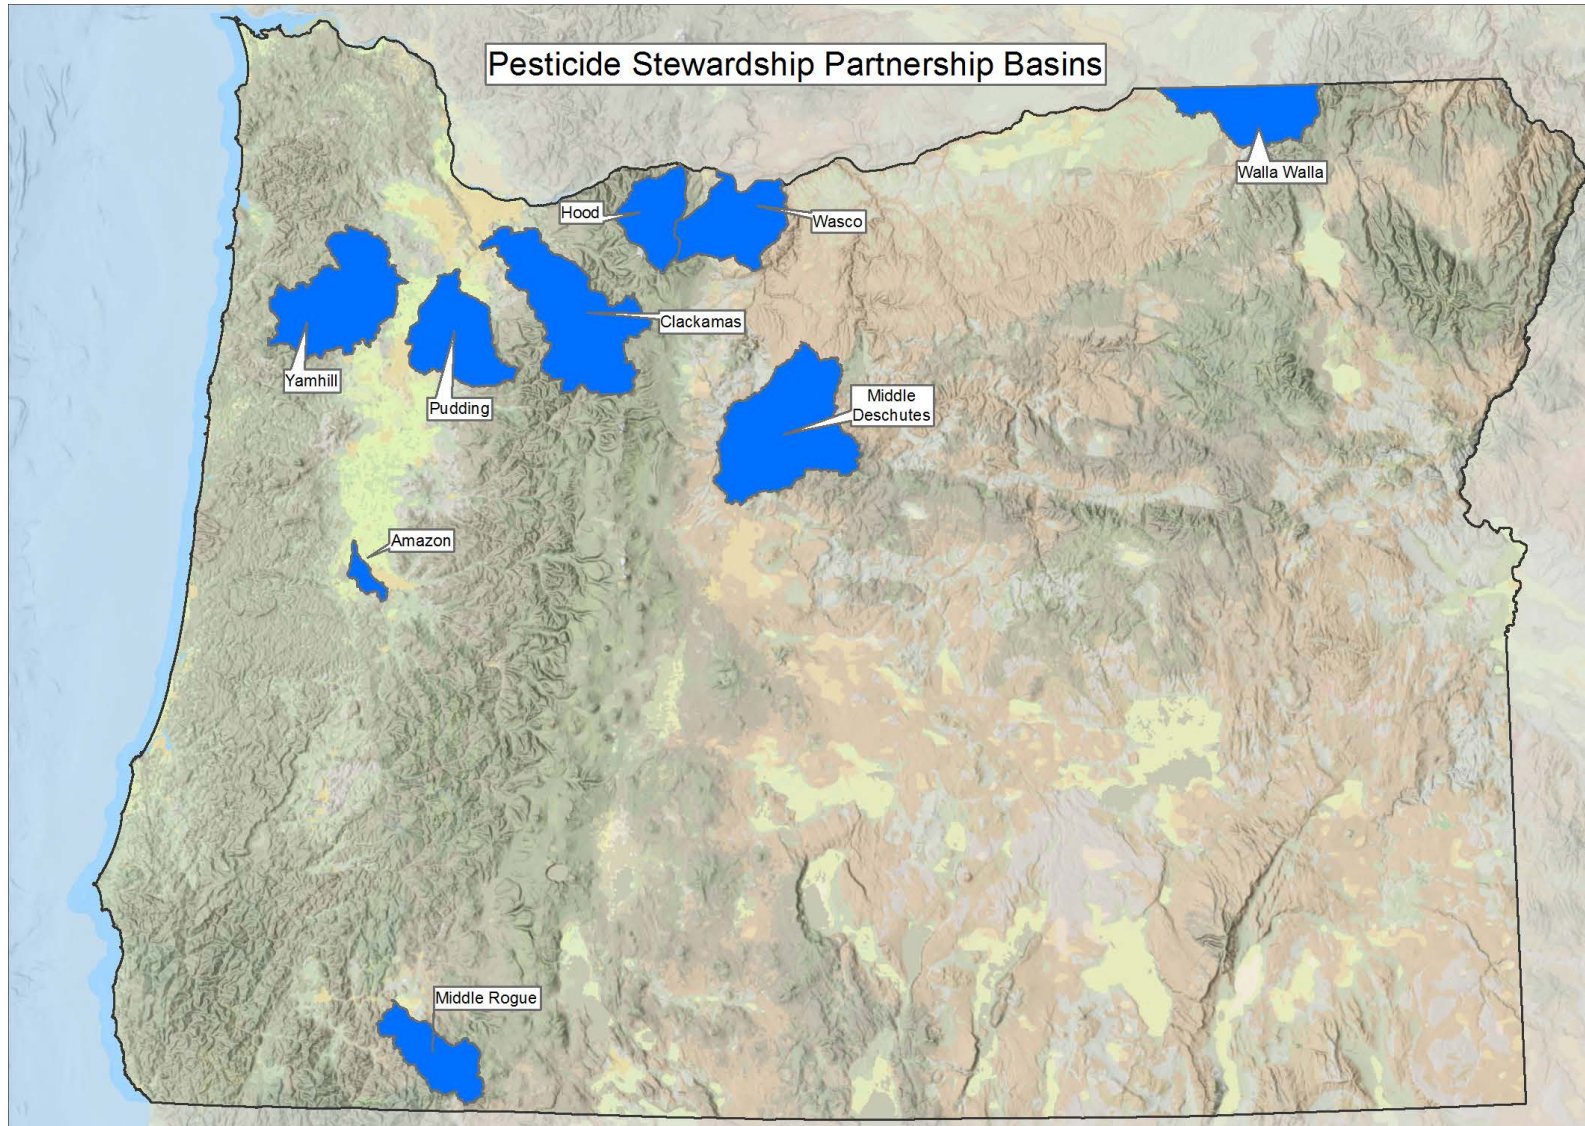 Pesticide Stewardship Partnership Basins
Walla Walla
Hood
Wasco
Clackamas
Yamhill
Pudding
Middle
Deschutes
Amazon
Middle Rogue